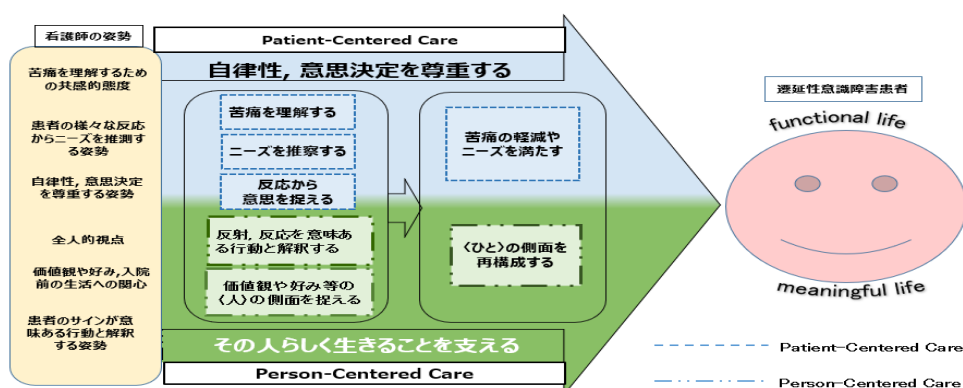 看護師の姿勢
苦痛を理解するため
の共感的態度
患者の様々な反応
からニーズを推測す
る姿勢
自律性, 意思決定
を尊重する姿勢
全人的視点
価値観や好み,入院
前の生活への関心
患者のサインが意
味ある行動と解釈
する姿勢
Patient-Centered Care
自律性, 意思決定を尊重する
苦痛を理解する
ニーズを推察する
反応から
意思を捉える
反射, 反応を意味あ
る行動と解釈する
価値観や好み等の
〈人〉の側面を捉える
苦痛の軽減や
ニーズを満たす
〈ひと〉の側面を
再構成する
その人らしく生きることを支える
Person-Centered Care
遷延性意識障害患者
functional life
meaningful life
Patient-Centered Care
Person-Centered Care